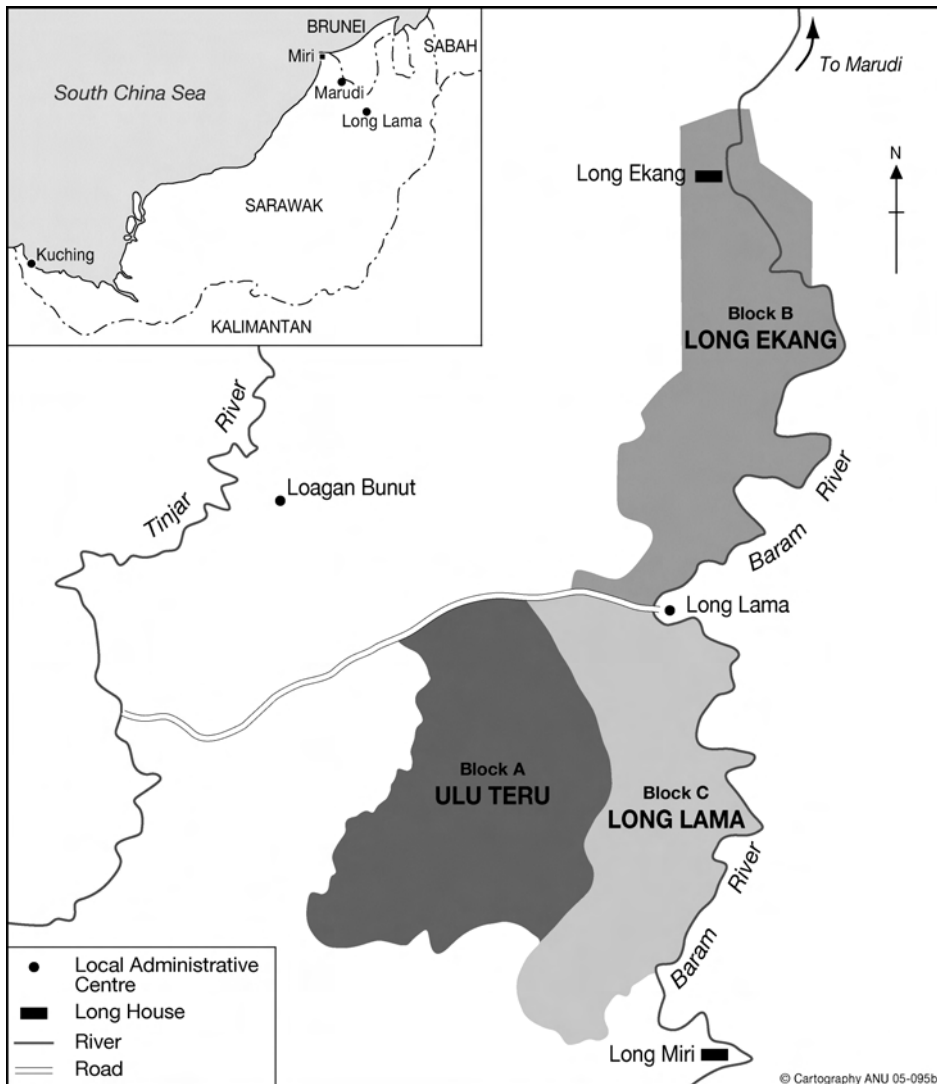 BRUNEI
SABAH
Miri
South China Sea
Marudi
Long Lama
SARAWAK
Kuching
KALIMANTAN
To Marudi
Long Ekang
N
Block B
LONG EKANG
River
Tinjar
Loagan Bunut
River
Baram
Long Lama
Block A
ULU TERU
Block C
LONG LAMA
River
Baram
Local Administrative
Centre
Long House
River
Road
Long Miri
© Cartography ANU 05-095b